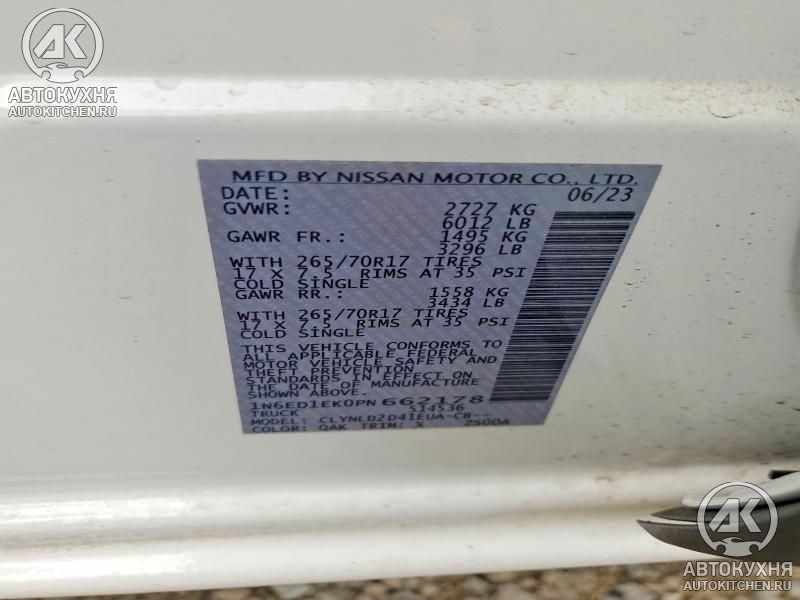 АК
АВТОКУХНЯ
AUTOKITCHEN.RU
MFD BY NISSAN MOTOR CO., LTD.
DATE: 06/23
GVWR: 2727 KG
6012 LB
GAWR FR.: 1495 KG
3296 LB
WITH 265/70R17 TIRES
17 X 7.5 RIMS AT 35 PSI
COLD SINGLE
GAWR RR.: 1558 KG
3434 LB
WITH 265/70R17 TIRES
17 X 7.5 RIMS AT 35 PSI
COLD SINGLE
THIS VEHICLE CONFORMS TO
ALL APPLICABLE FEDERAL
MOTOR VEHICLE SAFETY AND
THEFT PREVENTION
STANDARDS IN EFFECT ON
THE DATE OF MANUFACTURE
1N6ED1EK0PN662178
TRUCK 514536
MODEL: CLYNLD2D41EUA-CB--
COLOR: QAK TRIM: X 2500A
АК
АВТОКУХНЯ
AUTOKITCHEN.RU